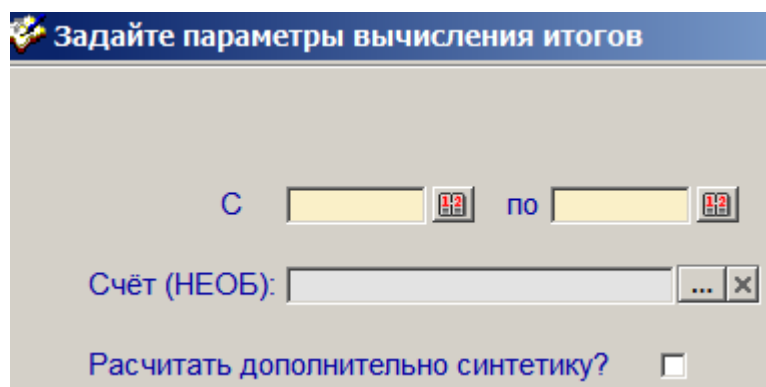 Задайте параметры вычисления итогов
С по
Счёт (НЕОБ): ...
Расчитать дополнительно синтетику?